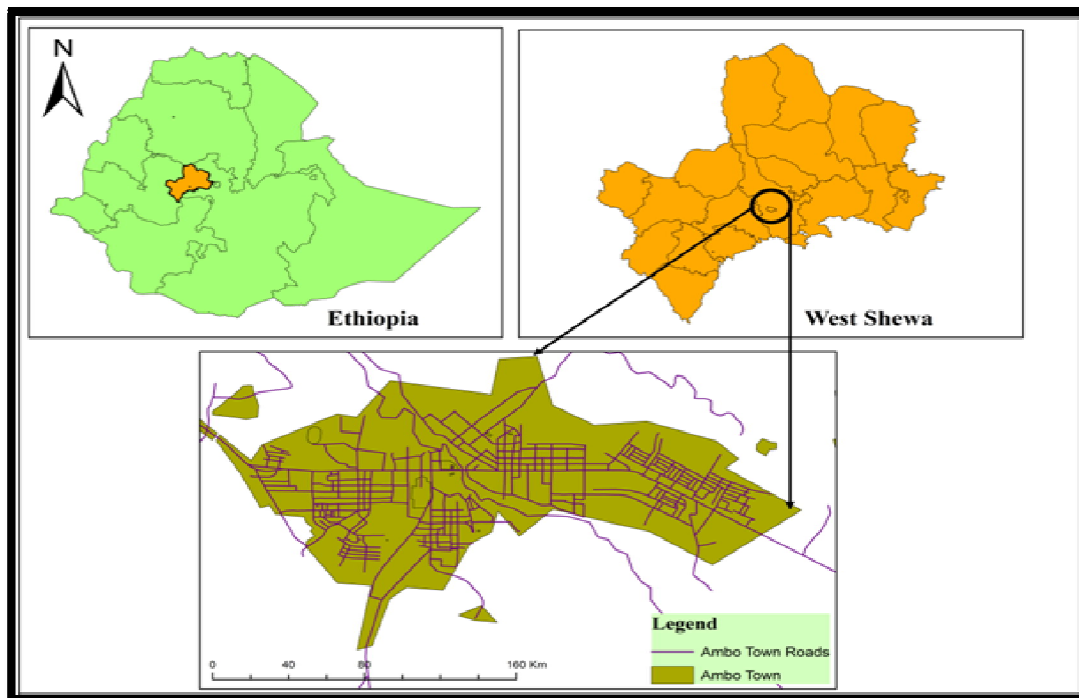 N
Ethiopia
West Shewa
Legend
Ambo Town Roads
Ambo Town
0 40 80 160 Km